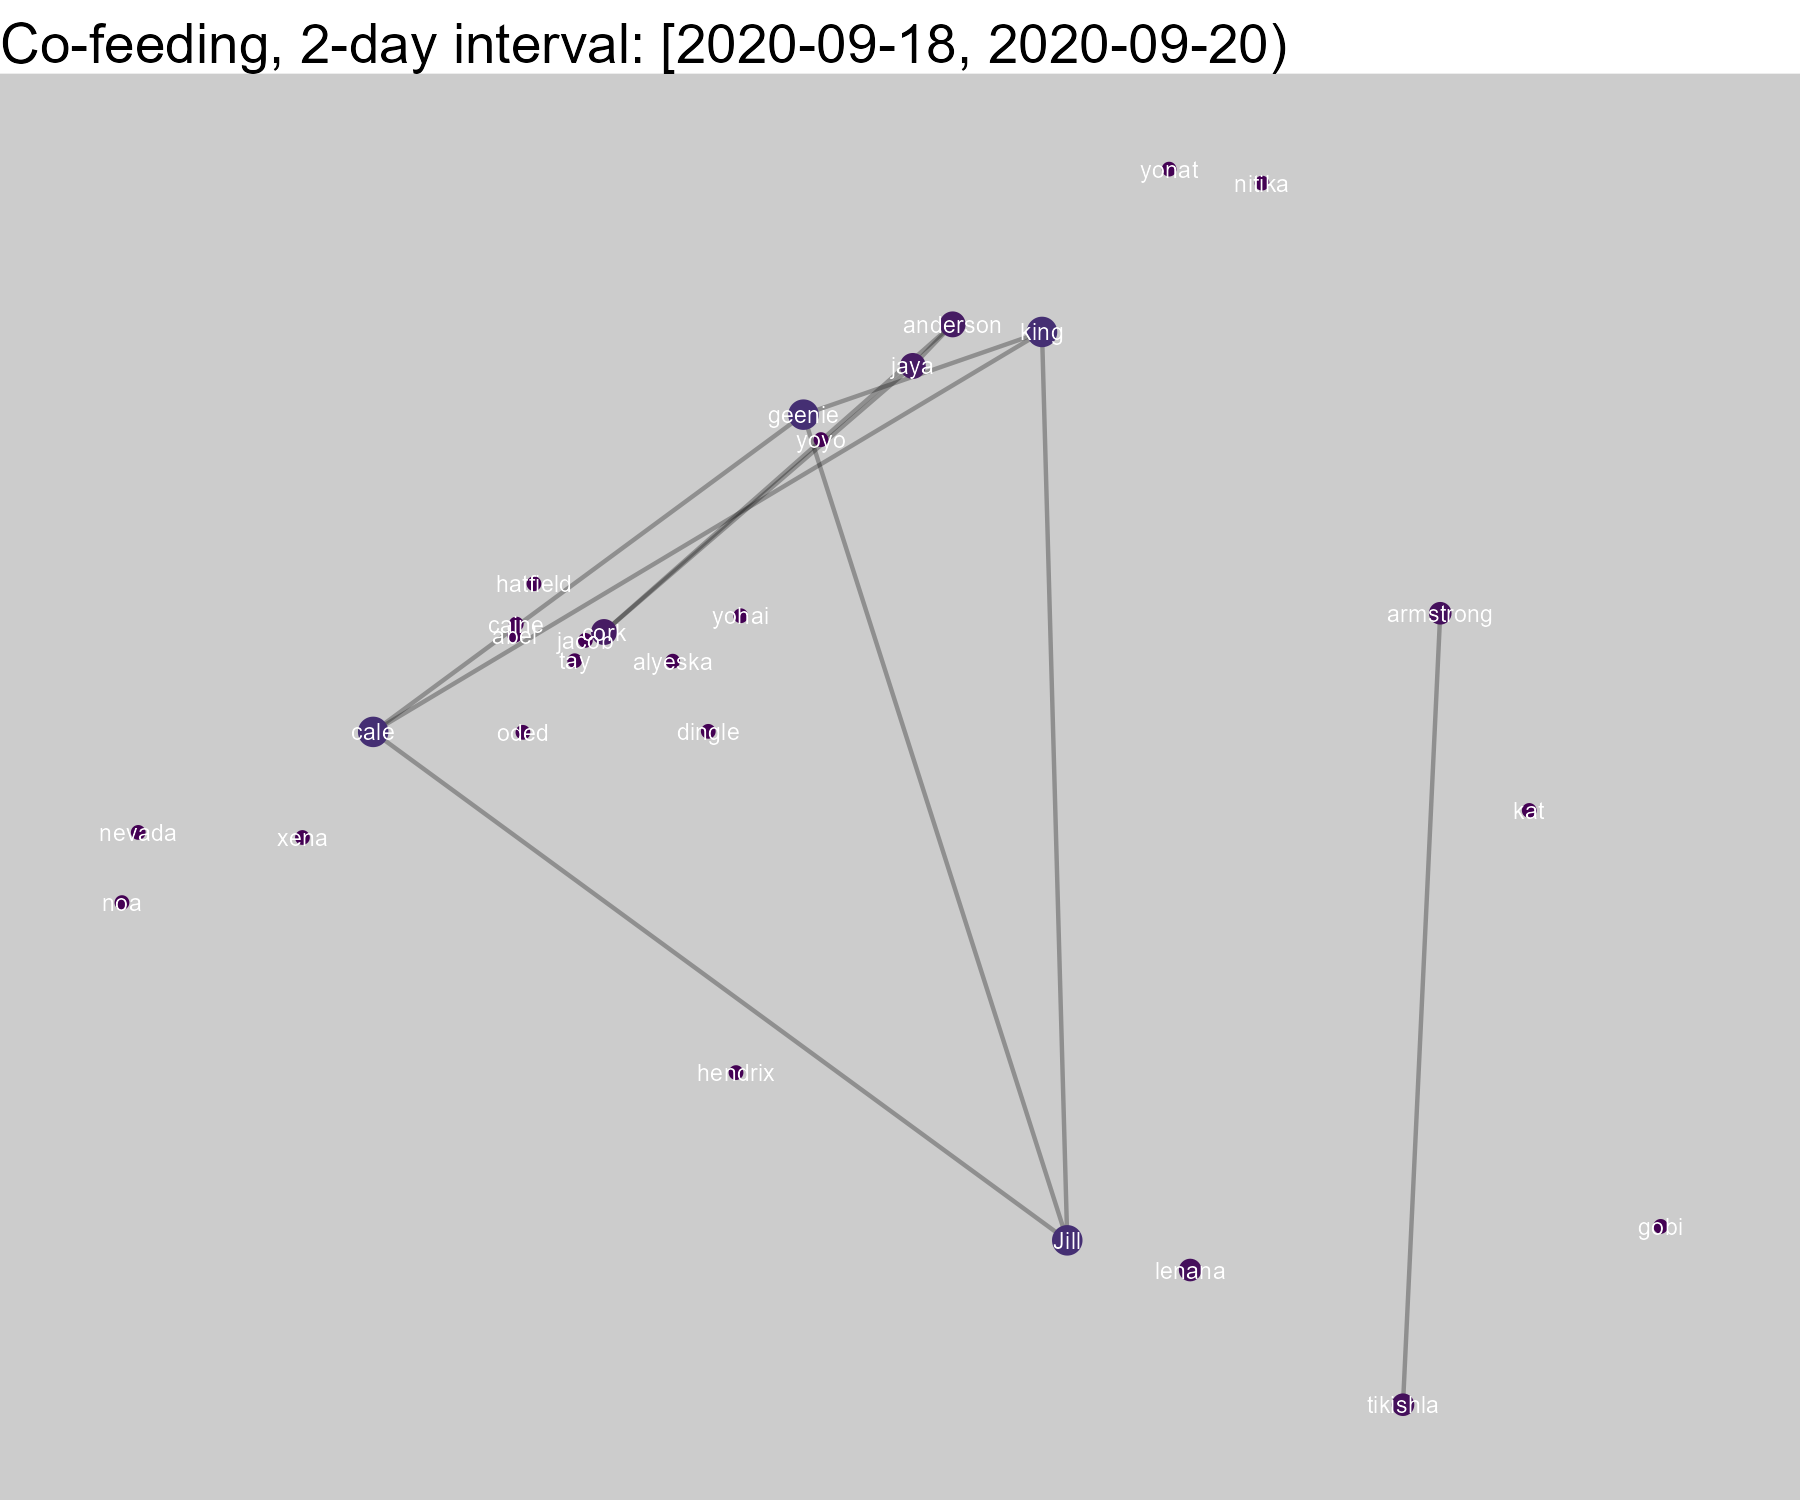 Co-feeding, 2-day interval: [2020-09-18, 2020-09-20)
yonat
nitika
anderson
king
jaya
geenie
yoyo
hatfield
caine
abel
cork
jacob
tay
yohai
alyeska
armstrong
cale
oded
dingle
kat
nevada
xena
noa
hendrix
Jill
lenana
gobi
tikishla